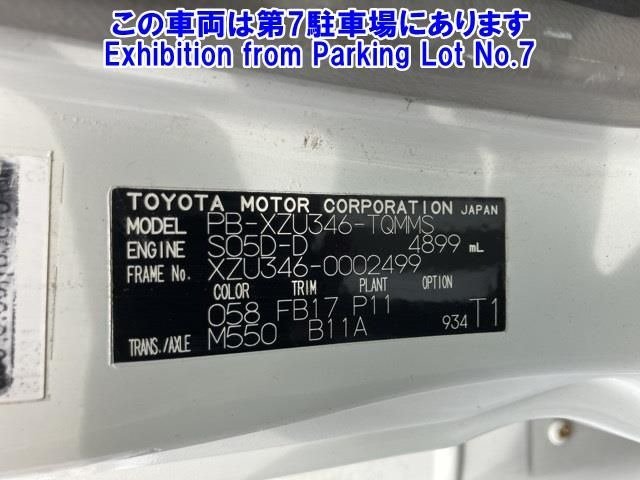 この車両は第7駐車場にあります
Exhibition from Parking Lot No.7
TOYOTA MOTOR CORPORATION JAPAN
MODEL PB-XZU346-TQMMS
ENGINE S05D-D 4899 mL
FRAME No. XZU346-0002499
COLOR TRIM PLANT OPTION
058 FB17 P11
TRANS./AXLE M550 B11A 934 T1